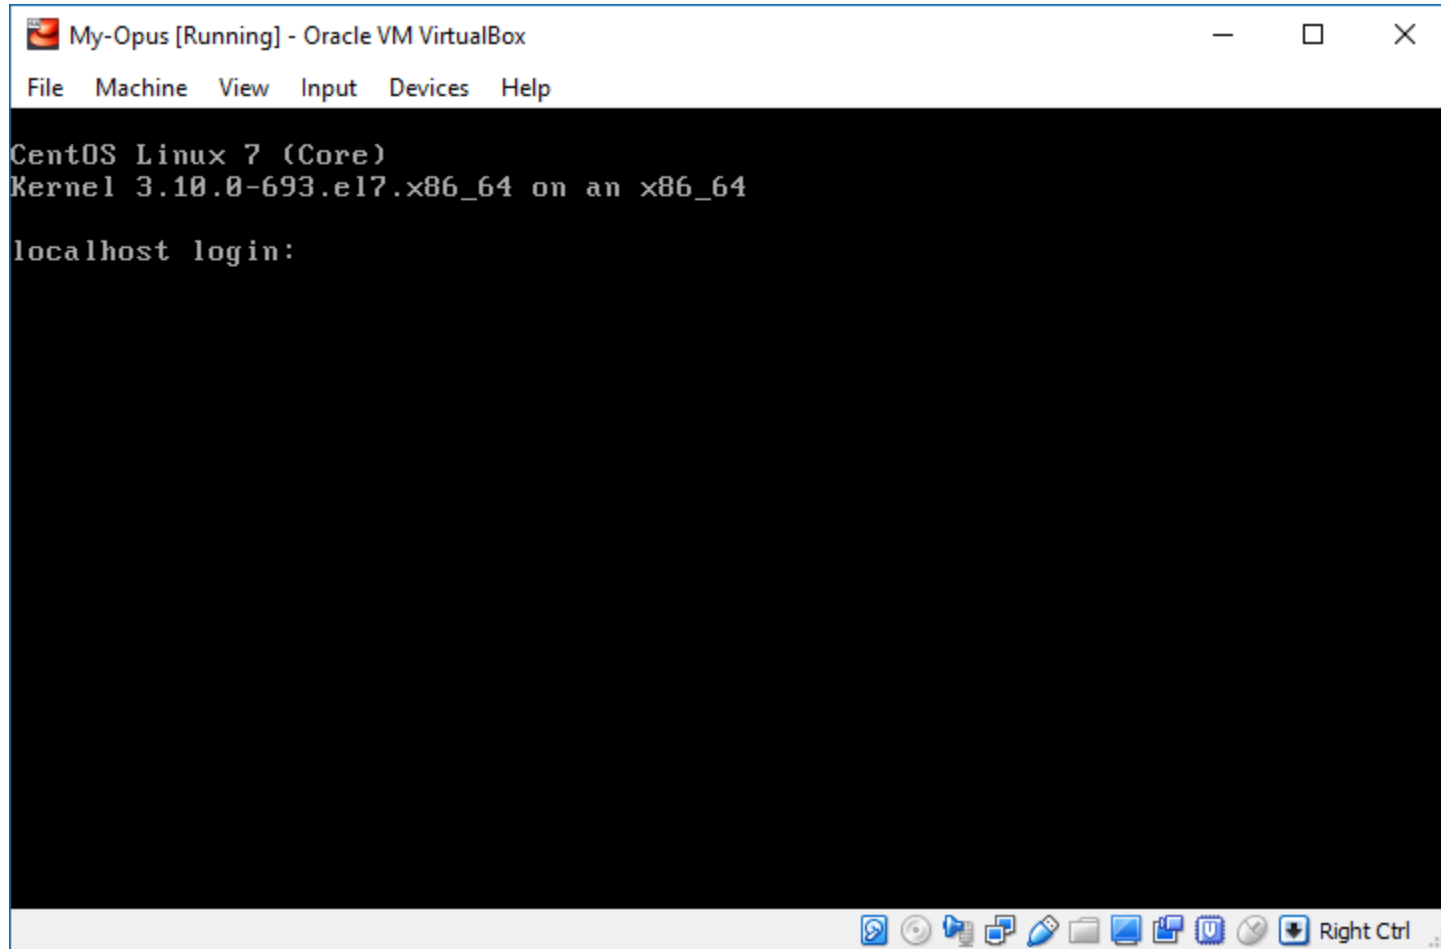 My-Opus [Running] - Oracle VM VirtualBox
File Machine View Input Devices Help
CentOS Linux 7 (Core)
Kernel 3.10.0-693.el7.x86_64 on an x86_64
localhost login:
Right Ctrl